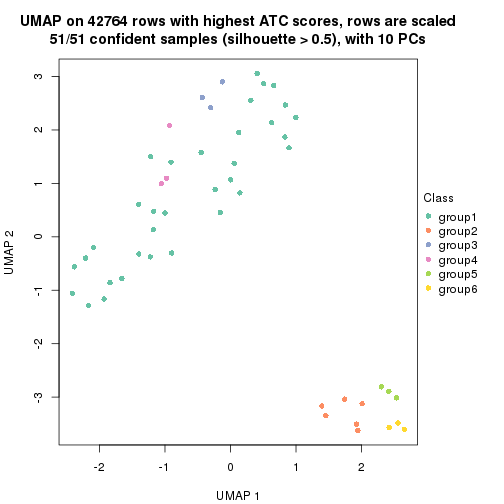 UMAP on 42764 rows with highest ATC scores, rows are scaled
51/51 confident samples (silhouette > 0.5), with 10 PCs
3
2
1
0
-1
-2
-3
UMAP 2
-2
-1
0
1
2
UMAP 1
Class
group1
group2
group3
group4
group5
group6